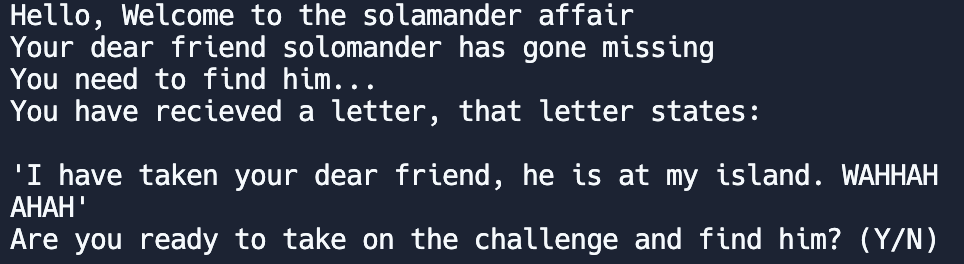 Hello, Welcome to the solamander affair
Your dear friend solomander has gone missing
You need to find him...
You have recieved a letter, that letter states:
'I have taken your dear friend, he is at my island. WAHHAH
AHAH'
Are you ready to take on the challenge and find him? (Y/N)